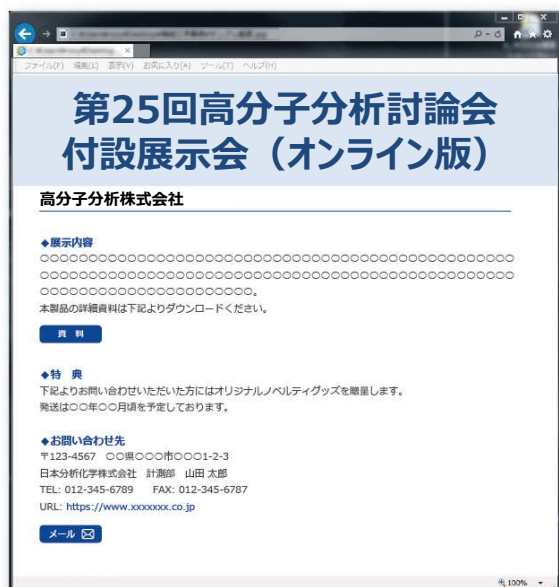 ファイル(F) 編集(E) 表示(V) お気に入り(A) ツール(T) ヘルプ(H)
第25回高分子分析討論会
付設展示会（オンライン版）
高分子分析株式会社
◆展示内容
○○○○○○○○○○○○○○○○○○○○○○○○○○○○○○○○○○○○○○○○○○○○○○○○○
○○○○○○○○○○○○○○○○○○○○○○○○○○○○○○○○○○○○○○○○○○○○○○○○○
○○○○○○○○○○○○○○○○○○○○○○。
本製品の詳細資料は下記よりダウンロードください。
資 料
◆特 典
下記よりお問い合わせいただいた方にはオリジナルノベルティグッズを贈呈します。
発送は○○年○○月頃を予定しております。
◆お問い合わせ先
〒123-4567 ○○県○○○市○○○1-2-3
日本分析化学株式会社 計測部 山田 太郎
TEL: 012-345-6789 FAX: 012-345-6787
URL: https://www.xxxxxxx.co.jp
メール
100%